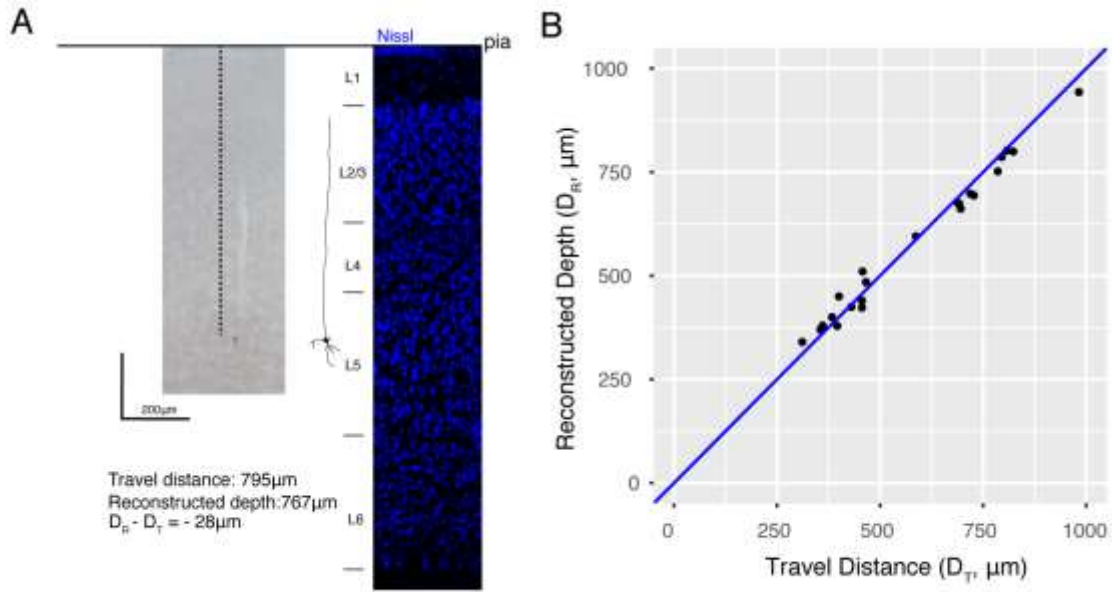 A
Nissl
pia
L1
L2/3
L4
L5
L6
200µm
Travel distance: 795µm
Reconstructed depth:767µm
D_R - D_T = - 28µm
B
Reconstructed Depth (D_R, µm)
1000
750
500
250
0
0 250 500 750 1000
Travel Distance (D_T, µm)